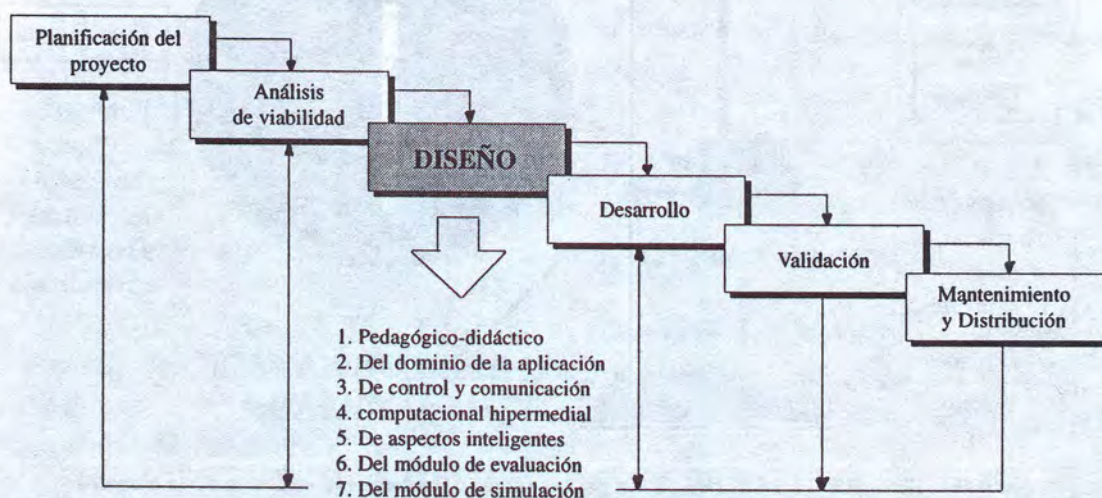 Planificación del
proyecto
Análisis
de viabilidad
DISEÑO
Desarrollo
Validación
Mantenimiento
y Distribución
1. Pedagógico-didáctico
2. Del dominio de la aplicación
3. De control y comunicación
4. computacional hipermedial
5. De aspectos inteligentes
6. Del módulo de evaluación
7. Del módulo de simulación